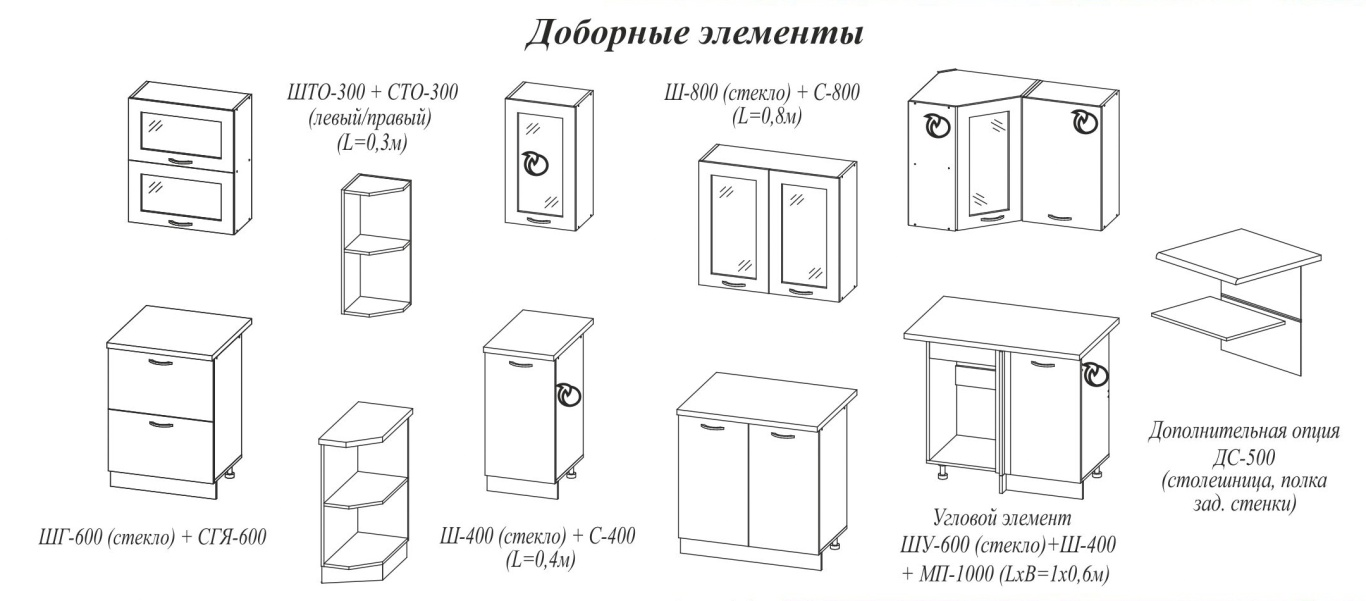 Доборные элементы
ШТО-300 + СТО-300
(левый/правый)
(L=0,3м)
Ш-800 (стекло) + С-800
(L=0,8м)
ШГ-600 (стекло) + СГЯ-600
Ш-400 (стекло) + С-400
(L=0,4м)
Угловой элемент
ШУ-600 (стекло)+Ш-400
+ МП-1000 (LxB=1x0,6м)
Дополнительная опция
ДС-500
(столешница, полка
зад. стенки)